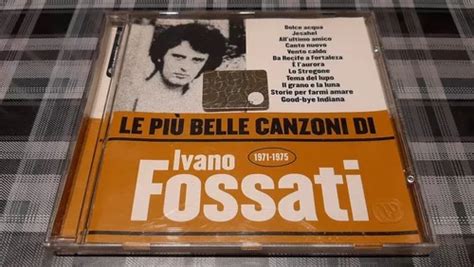 Dolce acqua
Jesahel
All'ultimo amico
Canto nuovo
Vento caldo
Da Recife a Fortaleza
È l'aurora
Lo Stregone
Tema del lupo
Il grano e la luna
Storie per farmi amare
Good-bye Indiana
LE PIÙ BELLE CANZONI DI
Ivano
1971-1975
Fossati